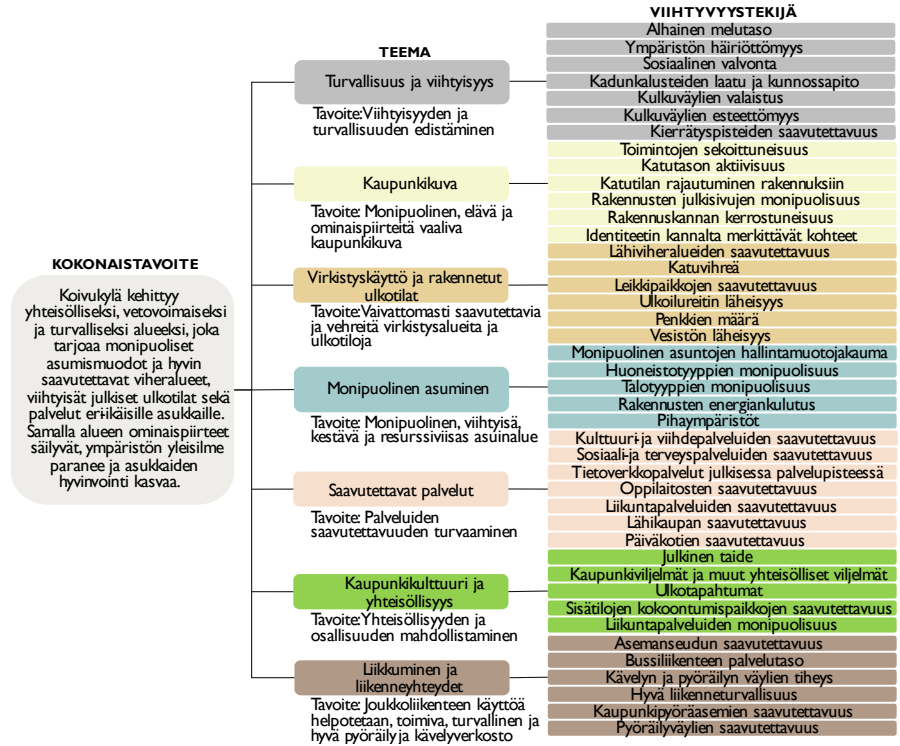 KOKONAISTAVOITE
Koivukylä kehittyy
yhteisölliseksi, vetovoimaiseksi
ja turvalliseksi alueeksi, joka
tarjoaa monipuoliset
asumismuodot ja hyvin
saavutettavat viheralueet,
viihtyisät julkiset ulkotilat sekä
palvelut eri-ikäisille asukkaille.
Samalla alueen ominaispiirteet
säilyvät, ympäristön yleisilme
paranee ja asukkaiden
hyvinvointi kasvaa.
TEEMA
Turvallisuus ja viihtyisyys
Tavoite: Viihtyisyyden ja
turvallisuuden edistäminen
Kaupunkikuva
Tavoite: Monipuolinen, elävä ja
ominaispiirteitä vaaliva
kaupunkikuva
Virkistyskäyttö ja rakennetut
ulkotilat
Tavoite: Vaivattomasti saavutettavia
ja vehreitä virkistysalueita ja
ulkotiloja
Monipuolinen asuminen
Tavoite: Monipuolinen, viihtyisä,
kestävä ja resurssiviisas asuinalue
Saavutettavat palvelut
Tavoite: Palveluiden
saavutettavuuden turvaaminen
Kaupunkikulttuuri ja
yhteisöllisyys
Tavoite: Yhteisöllisyyden ja
osallisuuden mahdollistaminen
Liikkuminen ja
liikenneyhteydet
Tavoite: Joukkoliikenteen käyttöä
helpotetaan, toimiva, turvallinen ja
hyvä pyöräily ja kävelyverkosto
VIIHTYVYYSTEKIJÄ
Alhainen melutaso
Ympäristön häiriöttömyys
Sosiaalinen valvonta
Kadunkalusteiden laatu ja kunnossapito
Kulkuväylien valaistus
Kulkuväylien esteettömyys
Kierrätyspisteiden saavutettavuus
Toimintojen sekoittuneisuus
Katutason aktiivisuus
Katutilan rajautuminen rakennuksiin
Rakennusten julkisivujen monipuolisuus
Rakennuskannan kerrostuneisuus
Identiteetin kannalta merkittävät kohteet
Lähiviheralueiden saavutettavuus
Katuvihreä
Leikkipaikkojen saavutettavuus
Ulkoilureitin läheisyys
Penkkien määrä
Vesistön läheisyys
Monipuolinen asuntojen hallintamuotojakauma
Huoneistotyyppien monipuolisuus
Talotyyppien monipuolisuus
Rakennusten energiankulutus
Pihaympäristöt
Kulttuuri-ja viihdepalveluiden saavutettavuus
Sosiaali-ja terveyspalveluiden saavutettavuus
Tietoverkkopalvelut julkisessa palvelupisteessä
Oppilaitosten saavutettavuus
Liikuntapalveluiden saavutettavuus
Lähikaupan saavutettavuus
Päiväkotien saavutettavuus
Julkinen taide
Kaupunkiviljelmät ja muut yhteisölliset viljelmät
Ulkotapahtumat
Sisätilojen kokoontumispaikkojen saavutettavuus
Liikuntapalveluiden monipuolisuus
Asemanseudun saavutettavuus
Bussiliikenteen palvelutaso
Kävelyn ja pyöräilyn väylien tiheys
Hyvä liikenneturvallisuus
Kaupunkipyöräasemien saavutettavuus
Pyöräilyväylien saavutettavuus